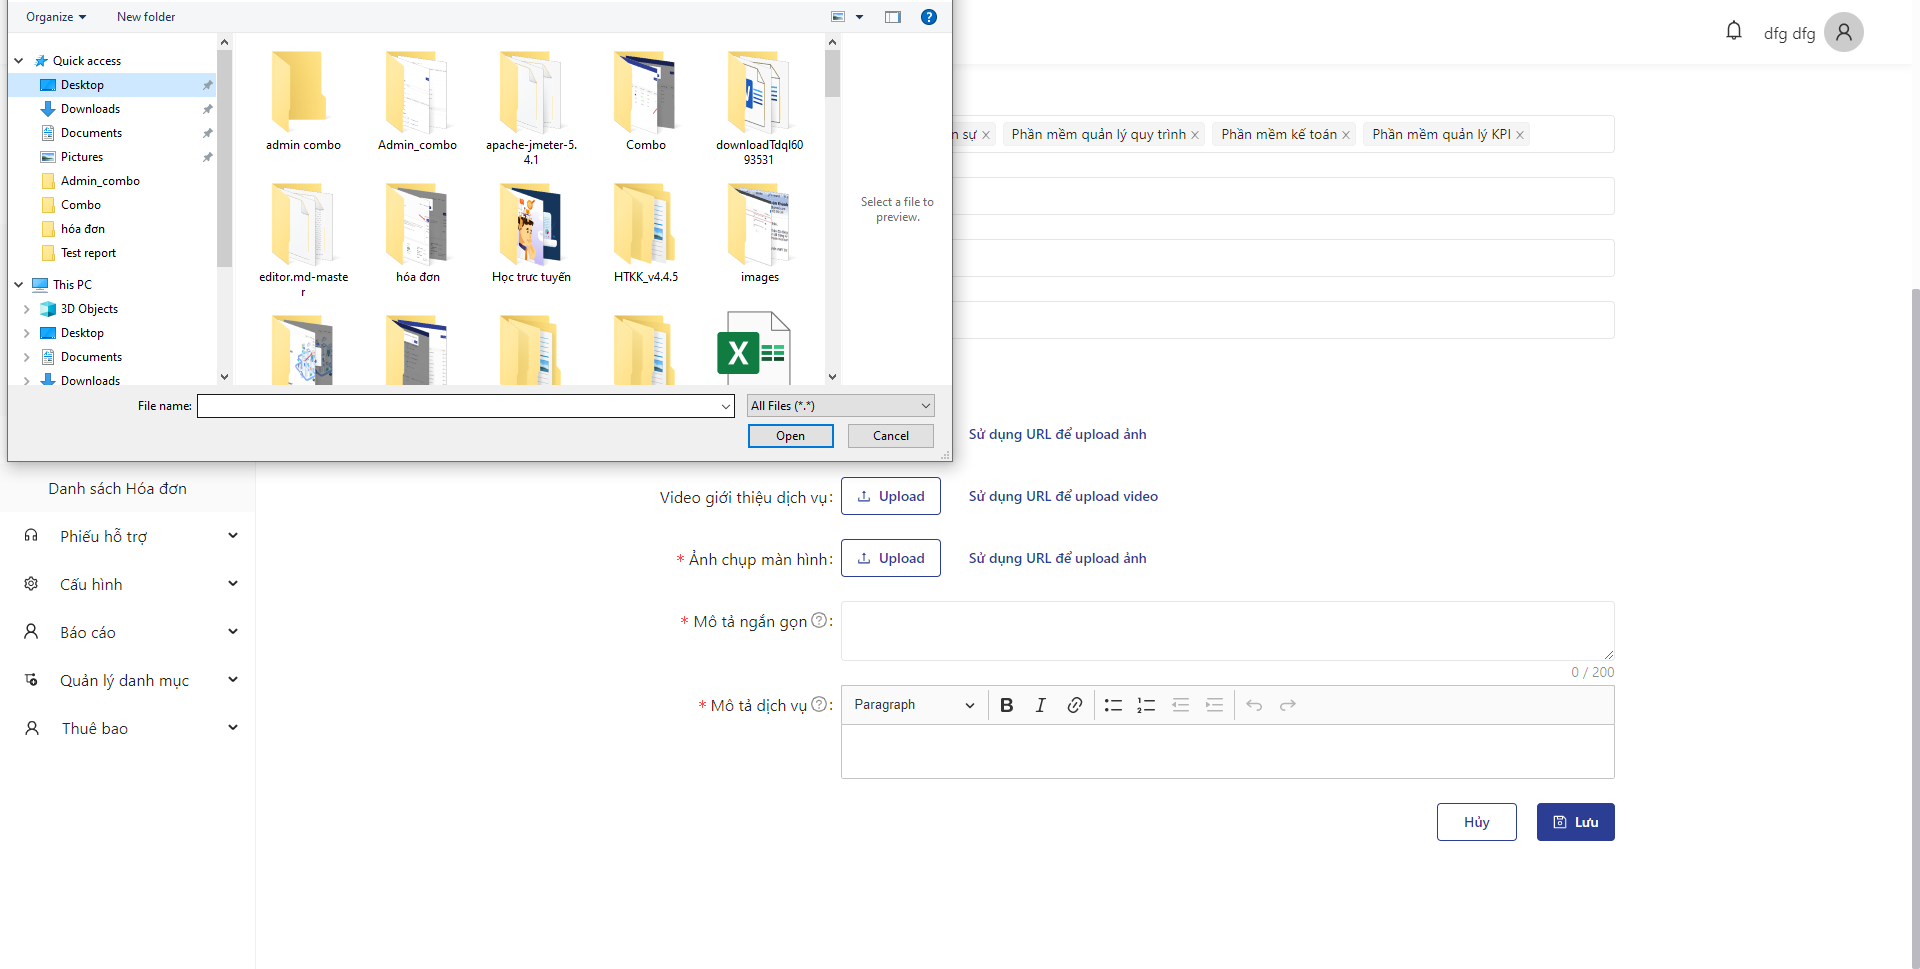 Organize
New folder
dfg dfg
Quick access
Desktop
Downloads
Documents
Pictures
Admin_combo
Combo
hóa đơn
Test report
This PC
3D Objects
Desktop
Documents
Downloads
admin combo
Admin_combo
apache-jmeter-5.
4.1
Combo
downloadTdql60
93531
editor.md-maste
r
hóa đơn
Học trưc tuyến
HTKK_v4.4.5
images
Select a file to
preview.
File name:
All Files (*.*)
Open
Cancel
n sự
Phần mềm quản lý quy trình
Phần mềm kế toán
Phần mềm quản lý KPI
Sử dụng URL để upload ảnh
Danh sách Hóa đơn
Phiếu hỗ trợ
Cấu hình
Báo cáo
Quản lý danh mục
Thuê bao
Video giới thiệu dịch vụ:
Upload
Sử dụng URL để upload video
* Ảnh chụp màn hình:
Upload
Sử dụng URL để upload ảnh
* Mô tả ngắn gọn :
0 / 200
* Mô tả dịch vụ :
Paragraph
Hủy
Lưu